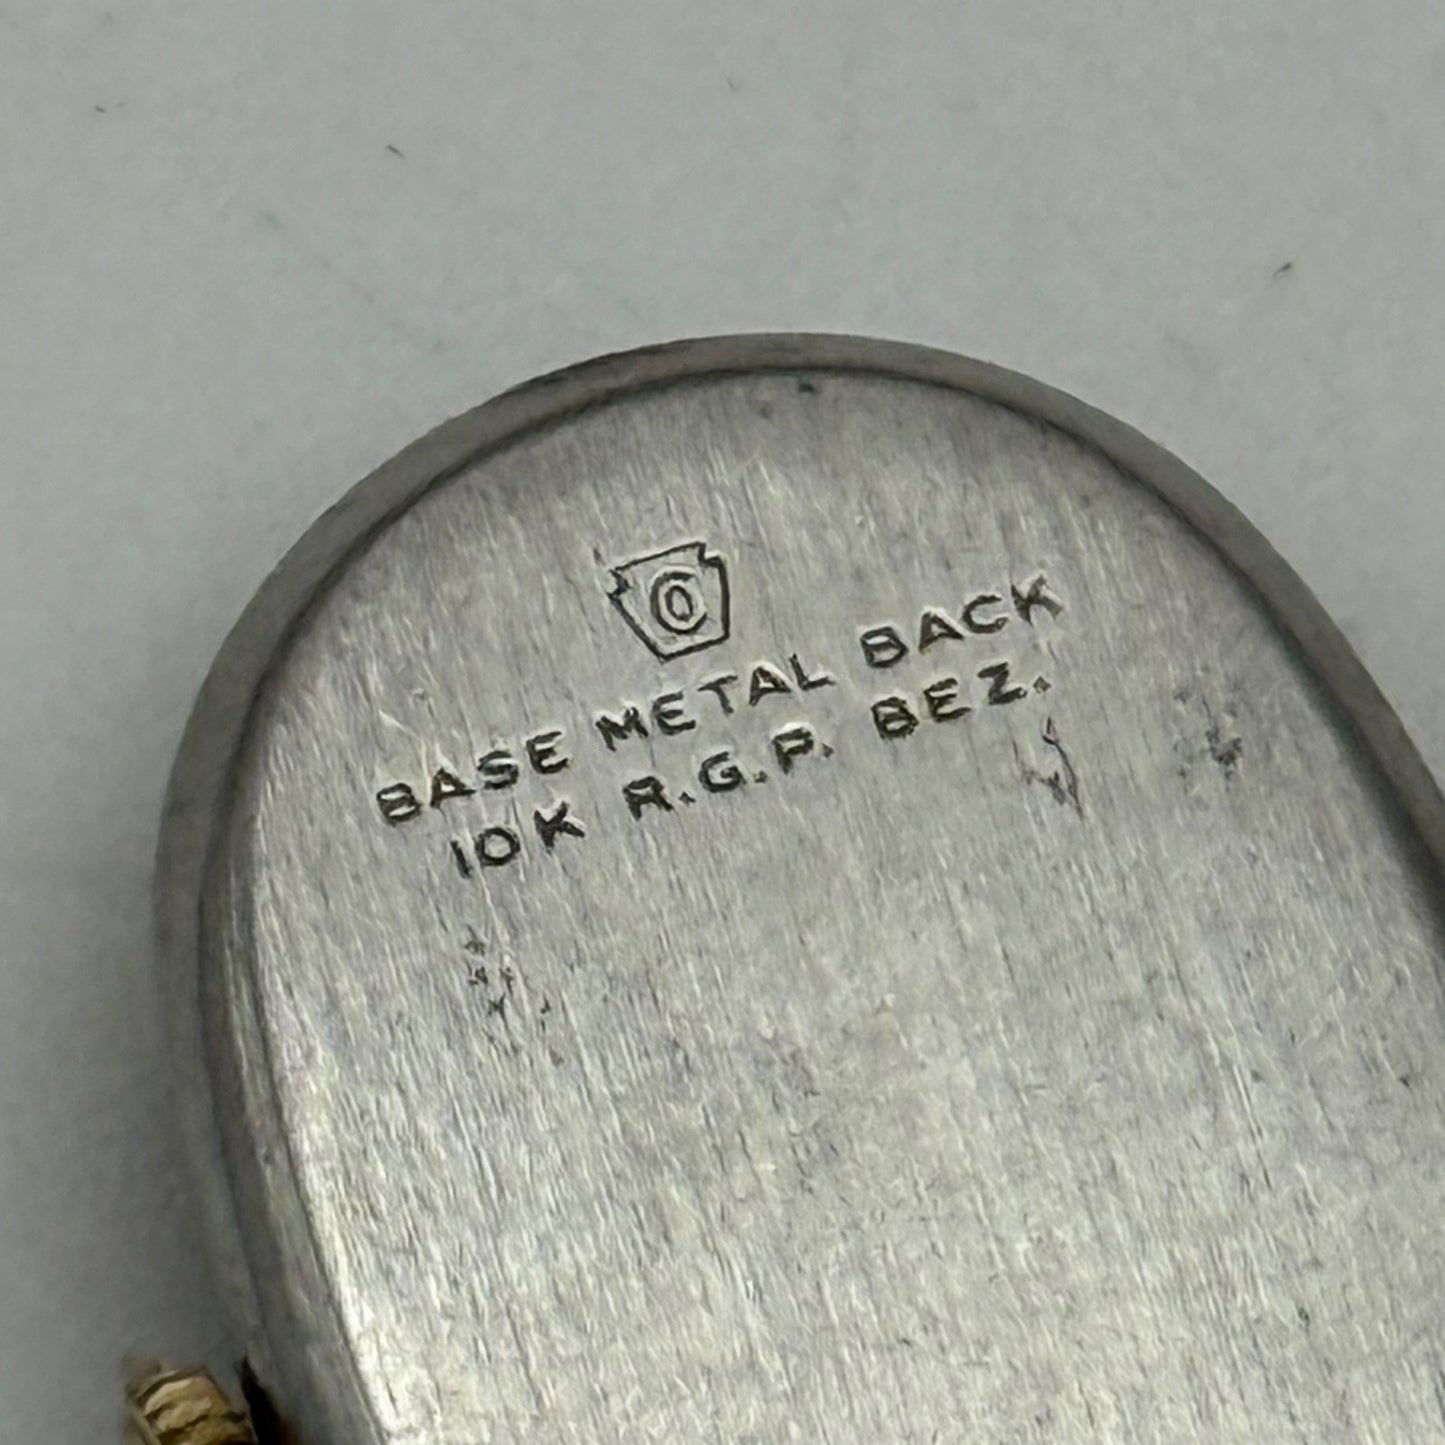 BASE METAL BACK
10K R.G.P. BEZ.